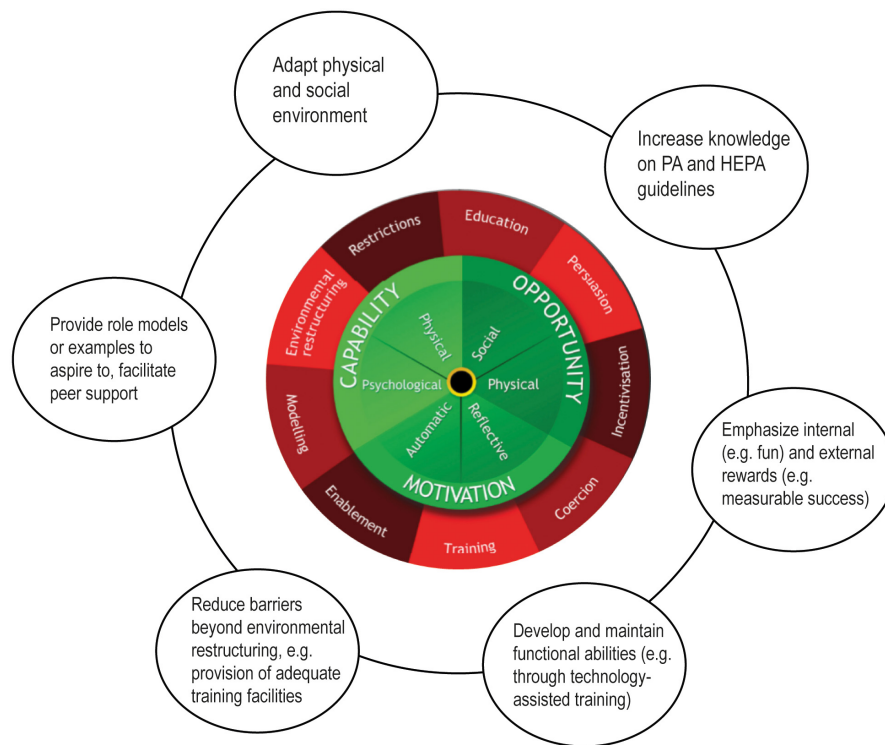 Adapt physical
and social
environment
Increase knowledge
on PA and HEPA
guidelines
Emphasize internal
(e.g. fun) and external
rewards (e.g.
measurable success)
Develop and maintain
functional abilities (e.g.
through technology-
assisted training)
Reduce barriers
beyond environmental
restructuring, e.g.
provision of adequate
training facilities
Provide role models
or examples to
aspire to, facilitate
peer support
Restrictions
Education
Persuasion
Incentivisation
Coercion
Training
Enablement
Modelling
Environmental
restructuring
CAPABILITY
OPPORTUNITY
MOTIVATION
Physical
Social
Psychological
Physical
Automatic
Reflective